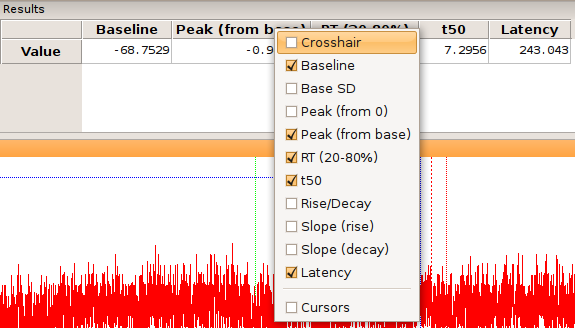 Results
Baseline Peak (from b RT (20-80%) t50 Latency
Value -68.7529 -0.9 7.2956 243.043
Crosshair
Baseline
Base SD
Peak (from 0)
Peak (from base)
RT (20-80%)
t50
Rise/Decay
Slope (rise)
Slope (decay)
Latency
Cursors